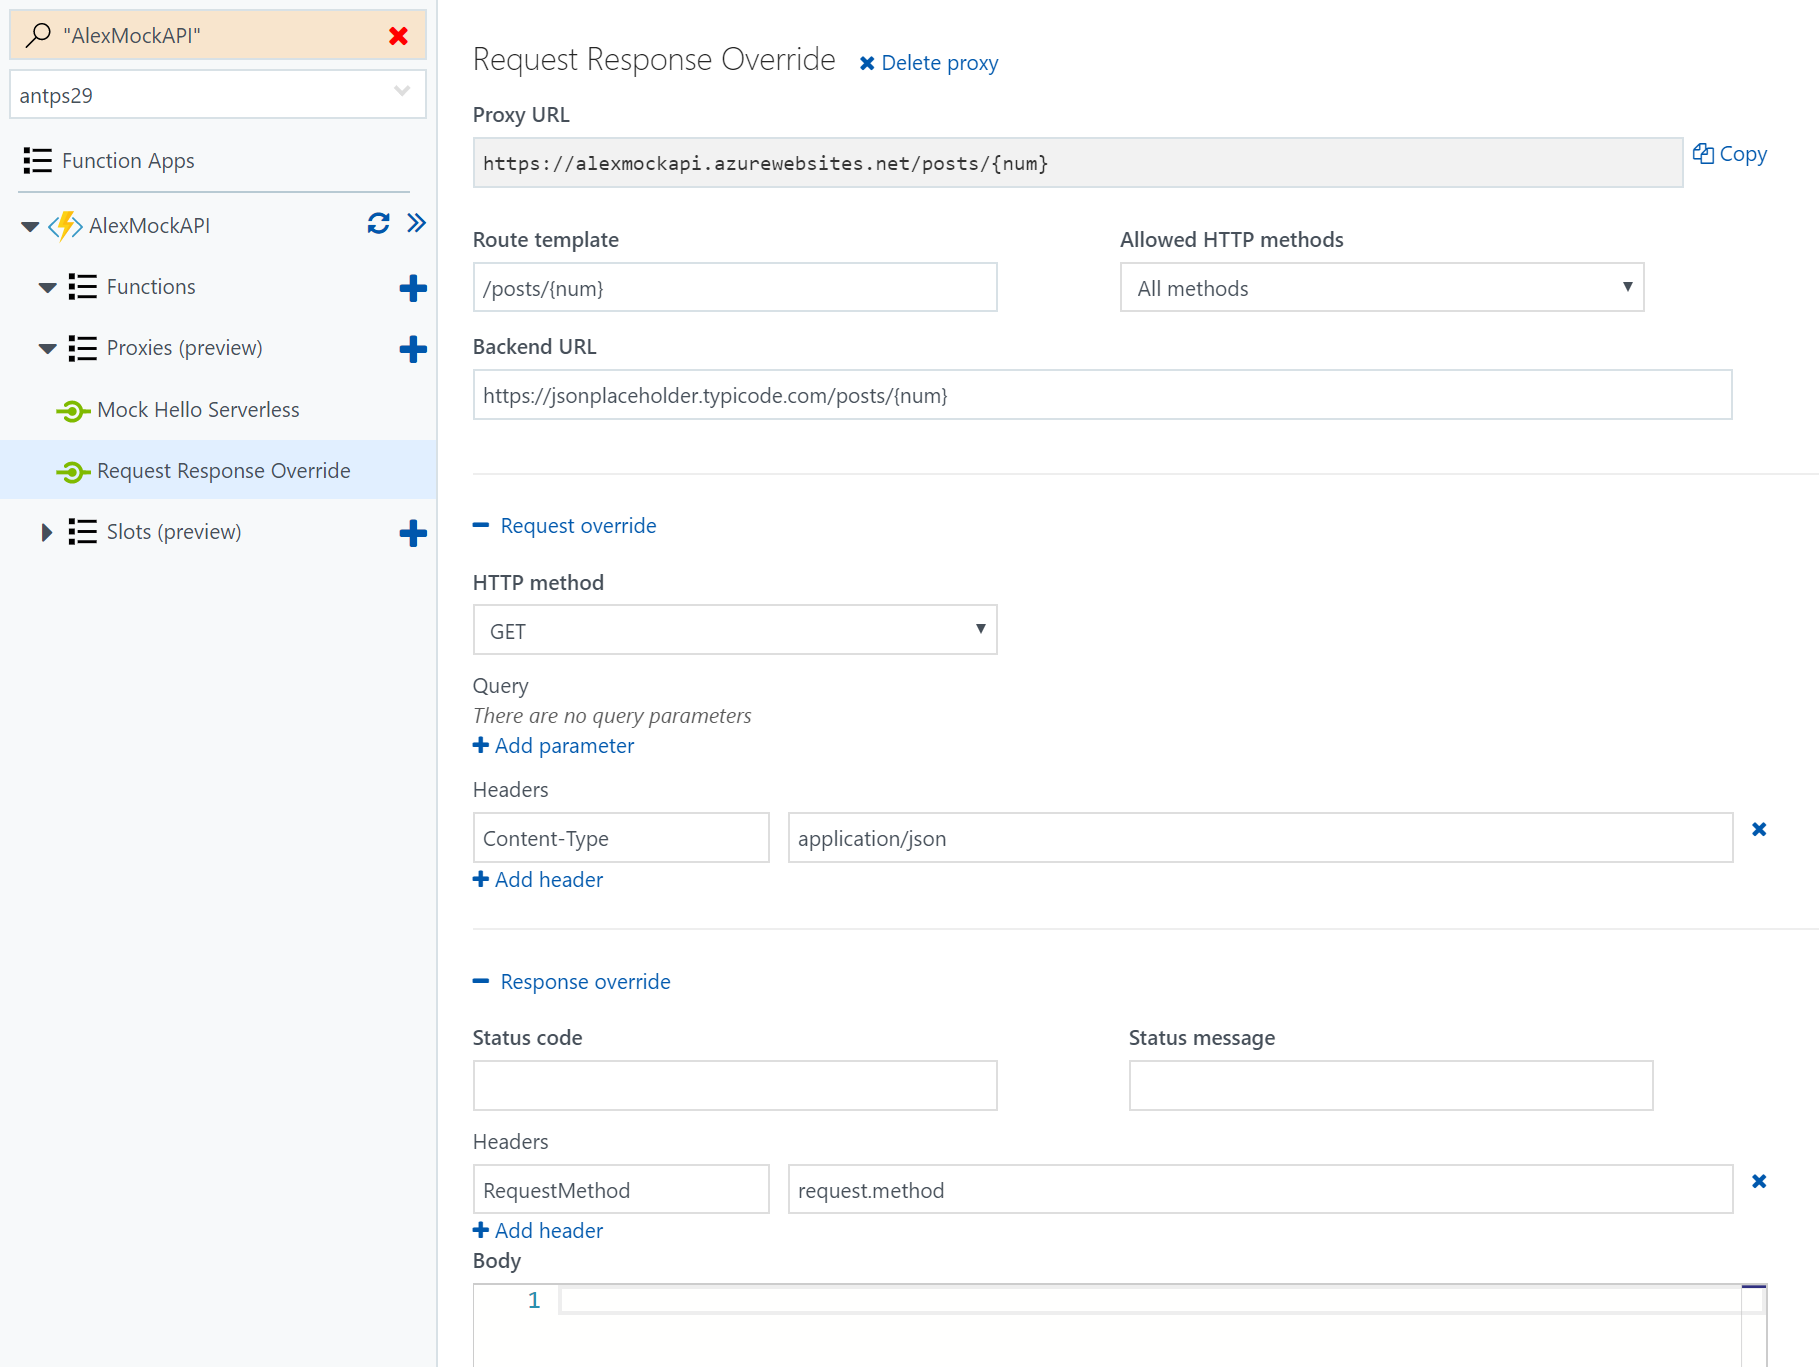 "AlexMockAPI"
antps29
Function Apps
AlexMockAPI
Functions
Proxies (preview)
Mock Hello Serverless
Request Response Override
Slots (preview)
Request Response Override
Delete proxy
Proxy URL
https://alexmockapi.azurewebsites.net/posts/{num}
Copy
Route template
Allowed HTTP methods
/posts/{num}
All methods
Backend URL
https://jsonplaceholder.typicode.com/posts/{num}
Request override
HTTP method
GET
Query
There are no query parameters
Add parameter
Headers
Content-Type
application/json
Add header
Response override
Status code
Status message
Headers
RequestMethod
request.method
Add header
Body
1